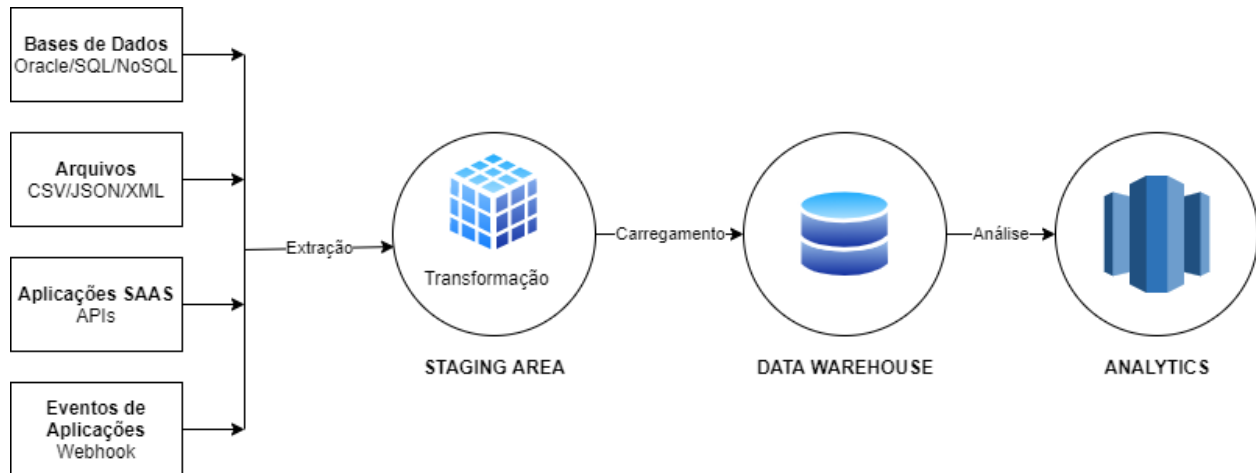 Bases de Dados
Oracle/SQL/NoSQL
Arquivos
CSV/JSON/XML
Aplicações SAAS
APIs
Eventos de
Aplicações
Webhook
Extração
Transformação
STAGING AREA
Carregamento
DATA WAREHOUSE
Análise
ANALYTICS